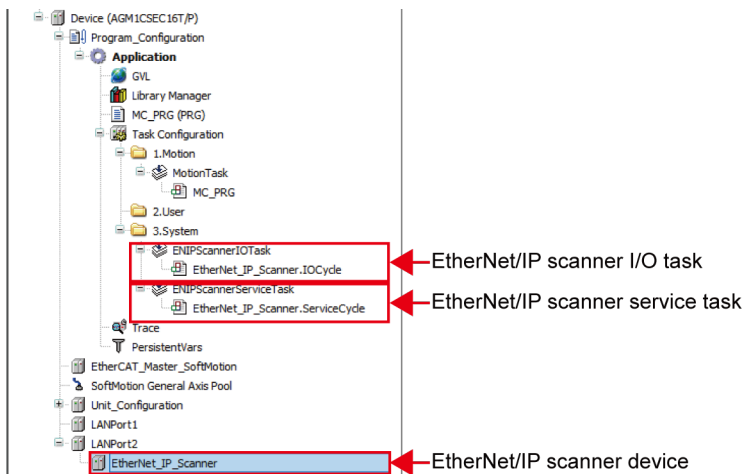 Device (AGM1CSEC16T/P)
Program_Configuration
Application
GVL
Library Manager
MC_PRG (PRG)
Task Configuration
1.Motion
MotionTask
MC_PRG
2.User
3.System
ENIPScannerIOTask
EtherNet_IP_Scanner.IOCycle
EtherNet/IP scanner I/O task
ENIPScannerServiceTask
EtherNet_IP_Scanner.ServiceCycle
EtherNet/IP scanner service task
Trace
PersistentVars
EtherCAT_Master_SoftMotion
SoftMotion General Axis Pool
Unit_Configuration
LANPort1
LANPort2
EtherNet_IP_Scanner
EtherNet/IP scanner device